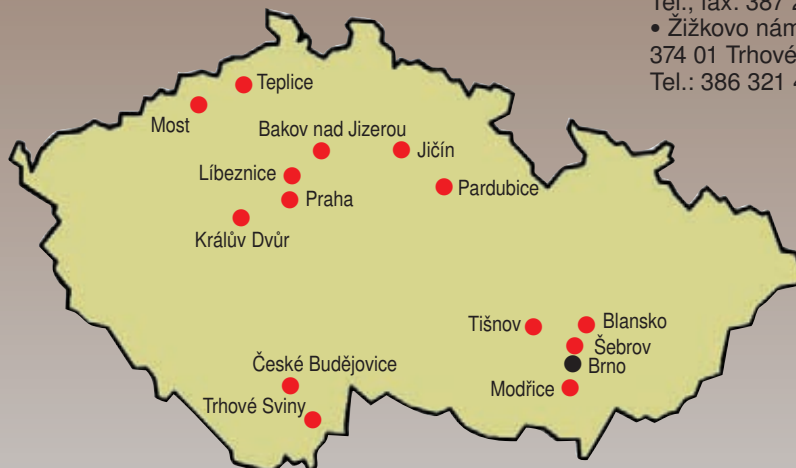 • Žižkovo
374 01 Trhové
Tel.: 386 321
Teplice
Most
Bakov nad Jizerou
Jičín
Líbeznice
Pardubice
Praha
Králův Dvůr
Tišnov
Blansko
Šebrov
Brno
České Budějovice
Modřice
Trhové Sviny